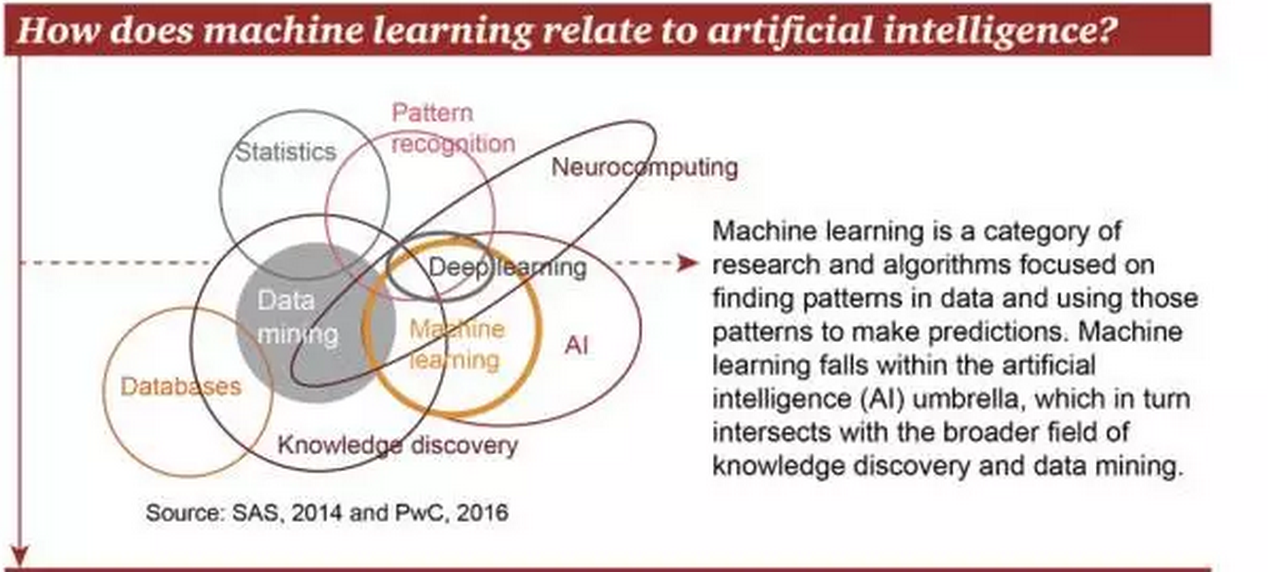 How does machine learning relate to artificial intelligence?
Pattern
recognition
Statistics
Neurocomputing
Deep learning
Data
mining
Machine
learning
AI
Databases
Knowledge discovery
Machine learning is a category of
research and algorithms focused on
finding patterns in data and using those
patterns to make predictions. Machine
learning falls within the artificial
intelligence (AI) umbrella, which in turn
intersects with the broader field of
knowledge discovery and data mining.
Source: SAS, 2014 and PwC, 2016